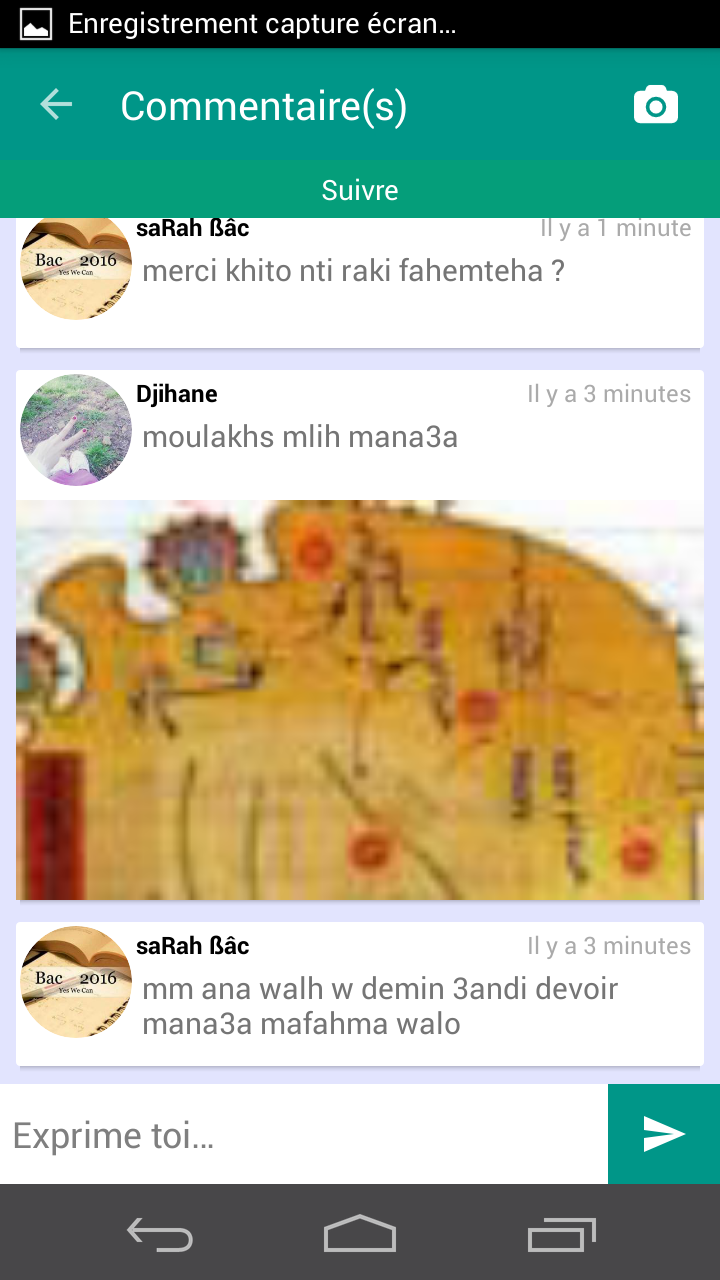 Enregistrement capture écran...
Commentaire(s)
Suivre
saRah ßâc
Il y a 1 minute
Bac 2016
Yes We Can
merci khito nti raki fahemteha ?
Djihane
Il y a 3 minutes
moulakhs mlih mana3a
saRah ßâc
Il y a 3 minutes
Bac 2016
Yes We Can
mm ana walh w demin 3andi devoir
mana3a mafahma walo
Exprime toi...